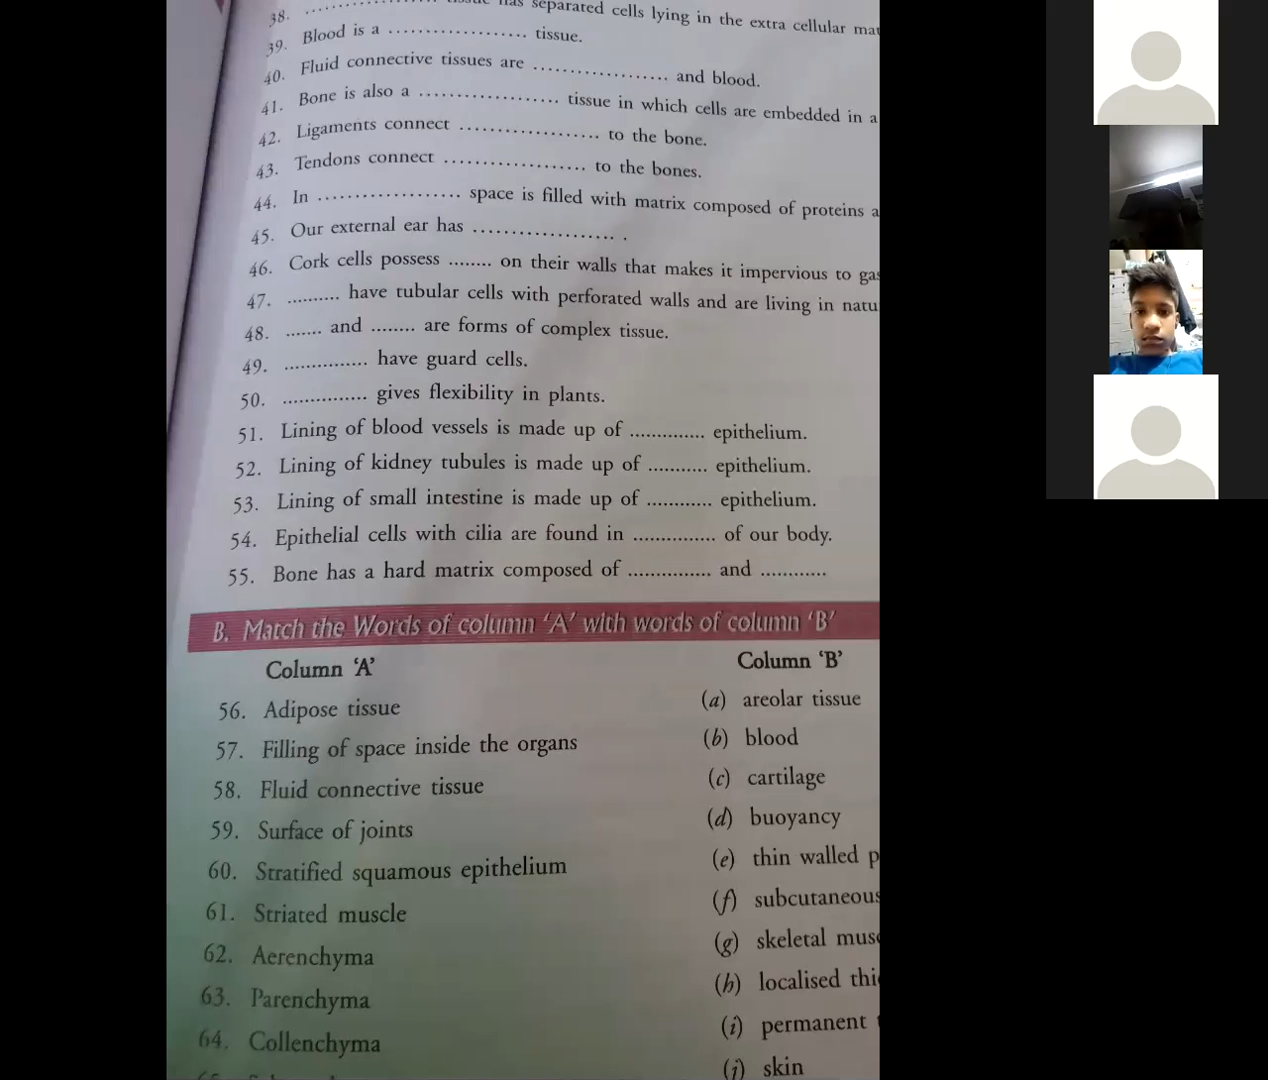 38. .................... tissue has separated cells lying in the extra cellular
39. Blood is a .................. tissue.
40. Fluid connective tissues are .................. and blood.
41. Bone is also a .................. tissue in which cells are embedded in a
42. Ligaments connect .................. to the bone.
43. Tendons connect .................. to the bones.
44. In .................. space is filled with matrix composed of proteins
45. Our external ear has .................. .
46. Cork cells possess ........ on their walls that makes it impervious to
47. .......... have tubular cells with perforated walls and are living in
48. ....... and ........ are forms of complex tissue.
49. .............. have guard cells.
50. .............. gives flexibility in plants.
51. Lining of blood vessels is made up of ............ epithelium.
52. Lining of kidney tubules is made up of .......... epithelium.
53. Lining of small intestine is made up of ........... epithelium.
54. Epithelial cells with cilia are found in .............. of our body.
55. Bone has a hard matrix composed of .............. and ...........
B. Match the Words of column 'A' with words of column 'B'
Column 'A' Column 'B'
56. Adipose tissue (a) areolar tissue
57. Filling of space inside the organs (b) blood
58. Fluid connective tissue (c) cartilage
59. Surface of joints (d) buoyancy
60. Stratified squamous epithelium (e) thin walled
61. Striated muscle (f) subcutaneous
62. Aerenchyma (g) skeletal
63. Parenchyma (h) localised
64. Collenchyma (i) permanent
(j) skin